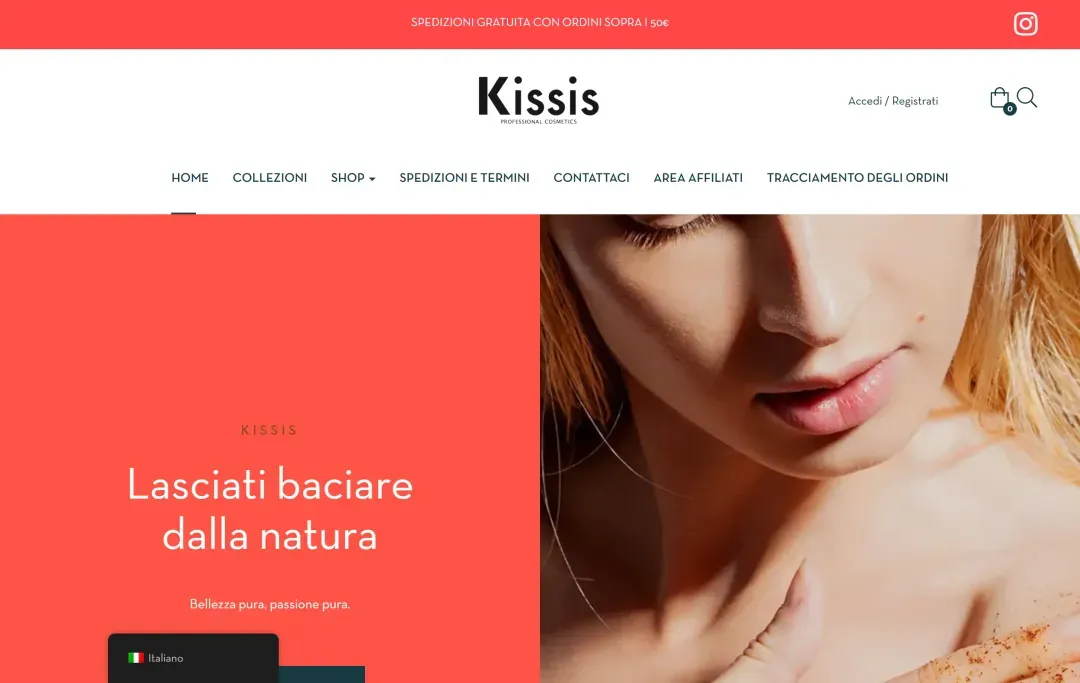 SPEDIZIONI GRATUITA CON ORDINI SOPRA I 50€
Kissis
PROFESSIONAL COSMETICS
Accedi / Registrati
0
HOME COLLEZIONI SHOP SPEDIZIONI E TERMINI CONTATTACI AREA AFFILIATI TRACCIAMENTO DEGLI ORDINI
KISSIS
Lasciati baciare
dalla natura
Bellezza pura, passione pura.
Italiano